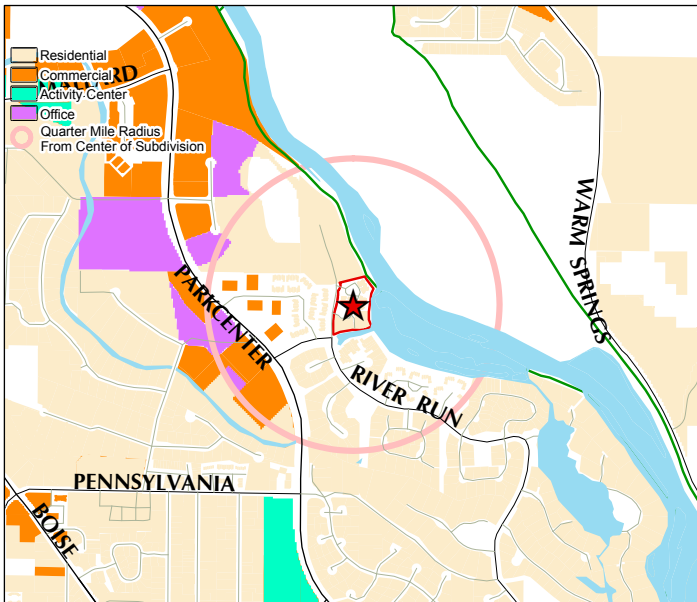 Residential
Commercial
MALLARD
Activity Center
Office
Quarter Mile Radius
From Center of Subdivision
WARM SPRINGS
PARKCENTER
RIVER RUN
PENNSYLVANIA
BOISE